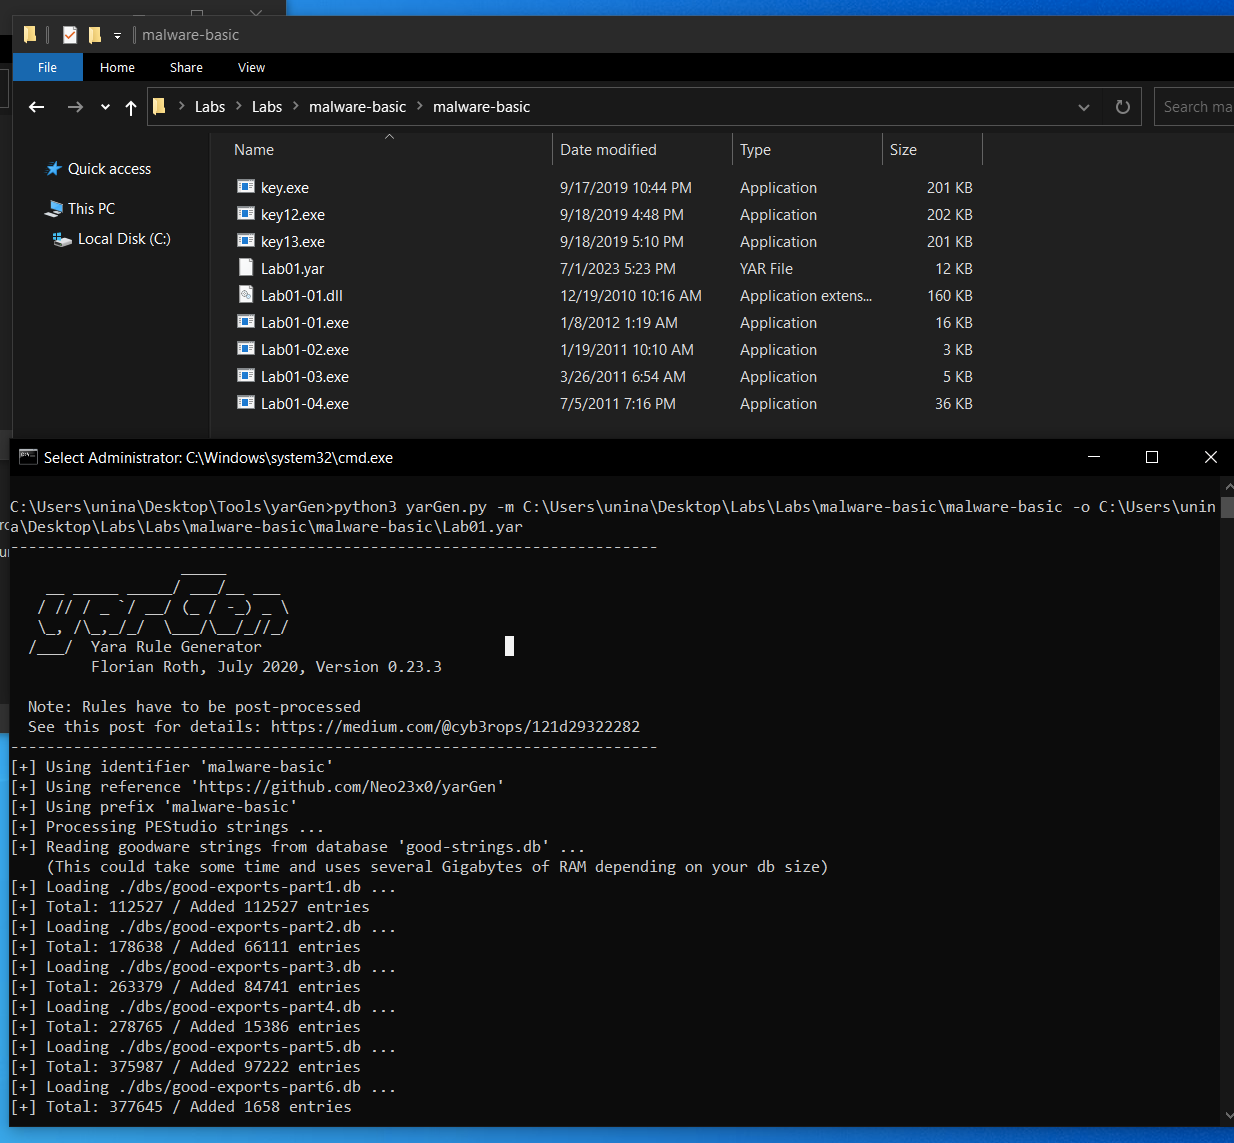 malware-basic
File Home Share View
Labs Labs malware-basic malware-basic Search ma
Name Date modified Type Size
Quick access
This PC
Local Disk (C:)
key.exe 9/17/2019 10:44 PM Application 201 KB
key12.exe 9/18/2019 4:48 PM Application 202 KB
key13.exe 9/18/2019 5:10 PM Application 201 KB
Lab01.yar 7/1/2023 5:23 PM YAR File 12 KB
Lab01-01.dll 12/19/2010 10:16 AM Application extens... 160 KB
Lab01-01.exe 1/8/2012 1:19 AM Application 16 KB
Lab01-02.exe 1/19/2011 10:10 AM Application 3 KB
Lab01-03.exe 3/26/2011 6:54 AM Application 5 KB
Lab01-04.exe 7/5/2011 7:16 PM Application 36 KB
Select Administrator: C:\Windows\system32\cmd.exe
C:\Users\unina\Desktop\Tools\yarGen>python3 yarGen.py -m C:\Users\unina\Desktop\Labs\Labs\malware-basic\malware-basic -o C:\Users\unin
a\Desktop\Labs\Labs\malware-basic\malware-basic\Lab01.yar
------------------------------------------------------------------------
                   _____
    __ _____ _____/ ___/__ ___
   / // / _ `/ __/ (_ / -_) _ \
   \_, /\_,_/_/  \___/\__/_//_/
  /___/  Yara Rule Generator
         Florian Roth, July 2020, Version 0.23.3
  Note: Rules have to be post-processed
  See this post for details: https://medium.com/@cyb3rops/121d29322282
------------------------------------------------------------------------
[+] Using identifier 'malware-basic'
[+] Using reference 'https://github.com/Neo23x0/yarGen'
[+] Using prefix 'malware-basic'
[+] Processing PEStudio strings ...
[+] Reading goodware strings from database 'good-strings.db' ...
    (This could take some time and uses several Gigabytes of RAM depending on your db size)
[+] Loading ./dbs/good-exports-part1.db ...
[+] Total: 112527 / Added 112527 entries
[+] Loading ./dbs/good-exports-part2.db ...
[+] Total: 178638 / Added 66111 entries
[+] Loading ./dbs/good-exports-part3.db ...
[+] Total: 263379 / Added 84741 entries
[+] Loading ./dbs/good-exports-part4.db ...
[+] Total: 278765 / Added 15386 entries
[+] Loading ./dbs/good-exports-part5.db ...
[+] Total: 375987 / Added 97222 entries
[+] Loading ./dbs/good-exports-part6.db ...
[+] Total: 377645 / Added 1658 entries